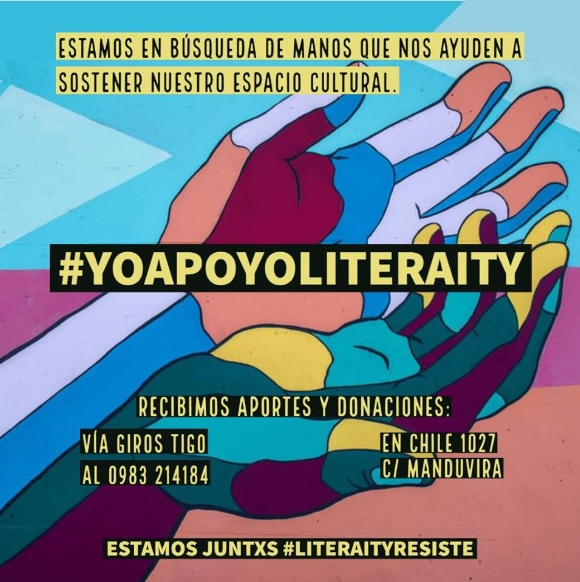 ESTAMOS EN BÚSQUEDA DE MANOS QUE NOS AYUDEN A
SOSTENER NUESTRO ESPACIO CULTURAL.
#YOAPOYOLITERAITY
RECIBIMOS APORTES Y DONACIONES:
VÍA GIROS TIGO
AL 0983 214184
EN CHILE 1027
C/ MANDUVIRA
ESTAMOS JUNTXS #LITERAITYRESISTE